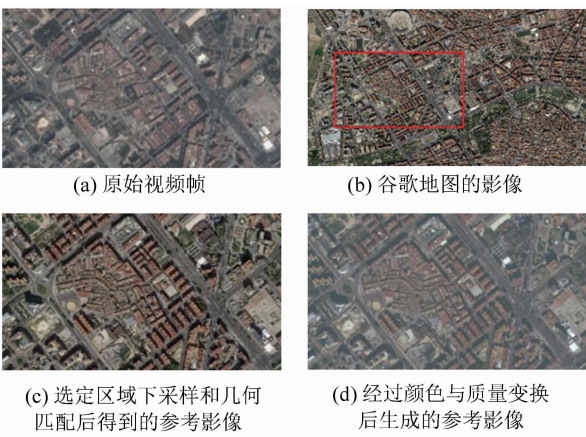 (a) 原始视频帧
(b) 谷歌地图的影像
(c) 选定区域下采样和几何
匹配后得到的参考影像
(d) 经过颜色与质量变换
后生成的参考影像